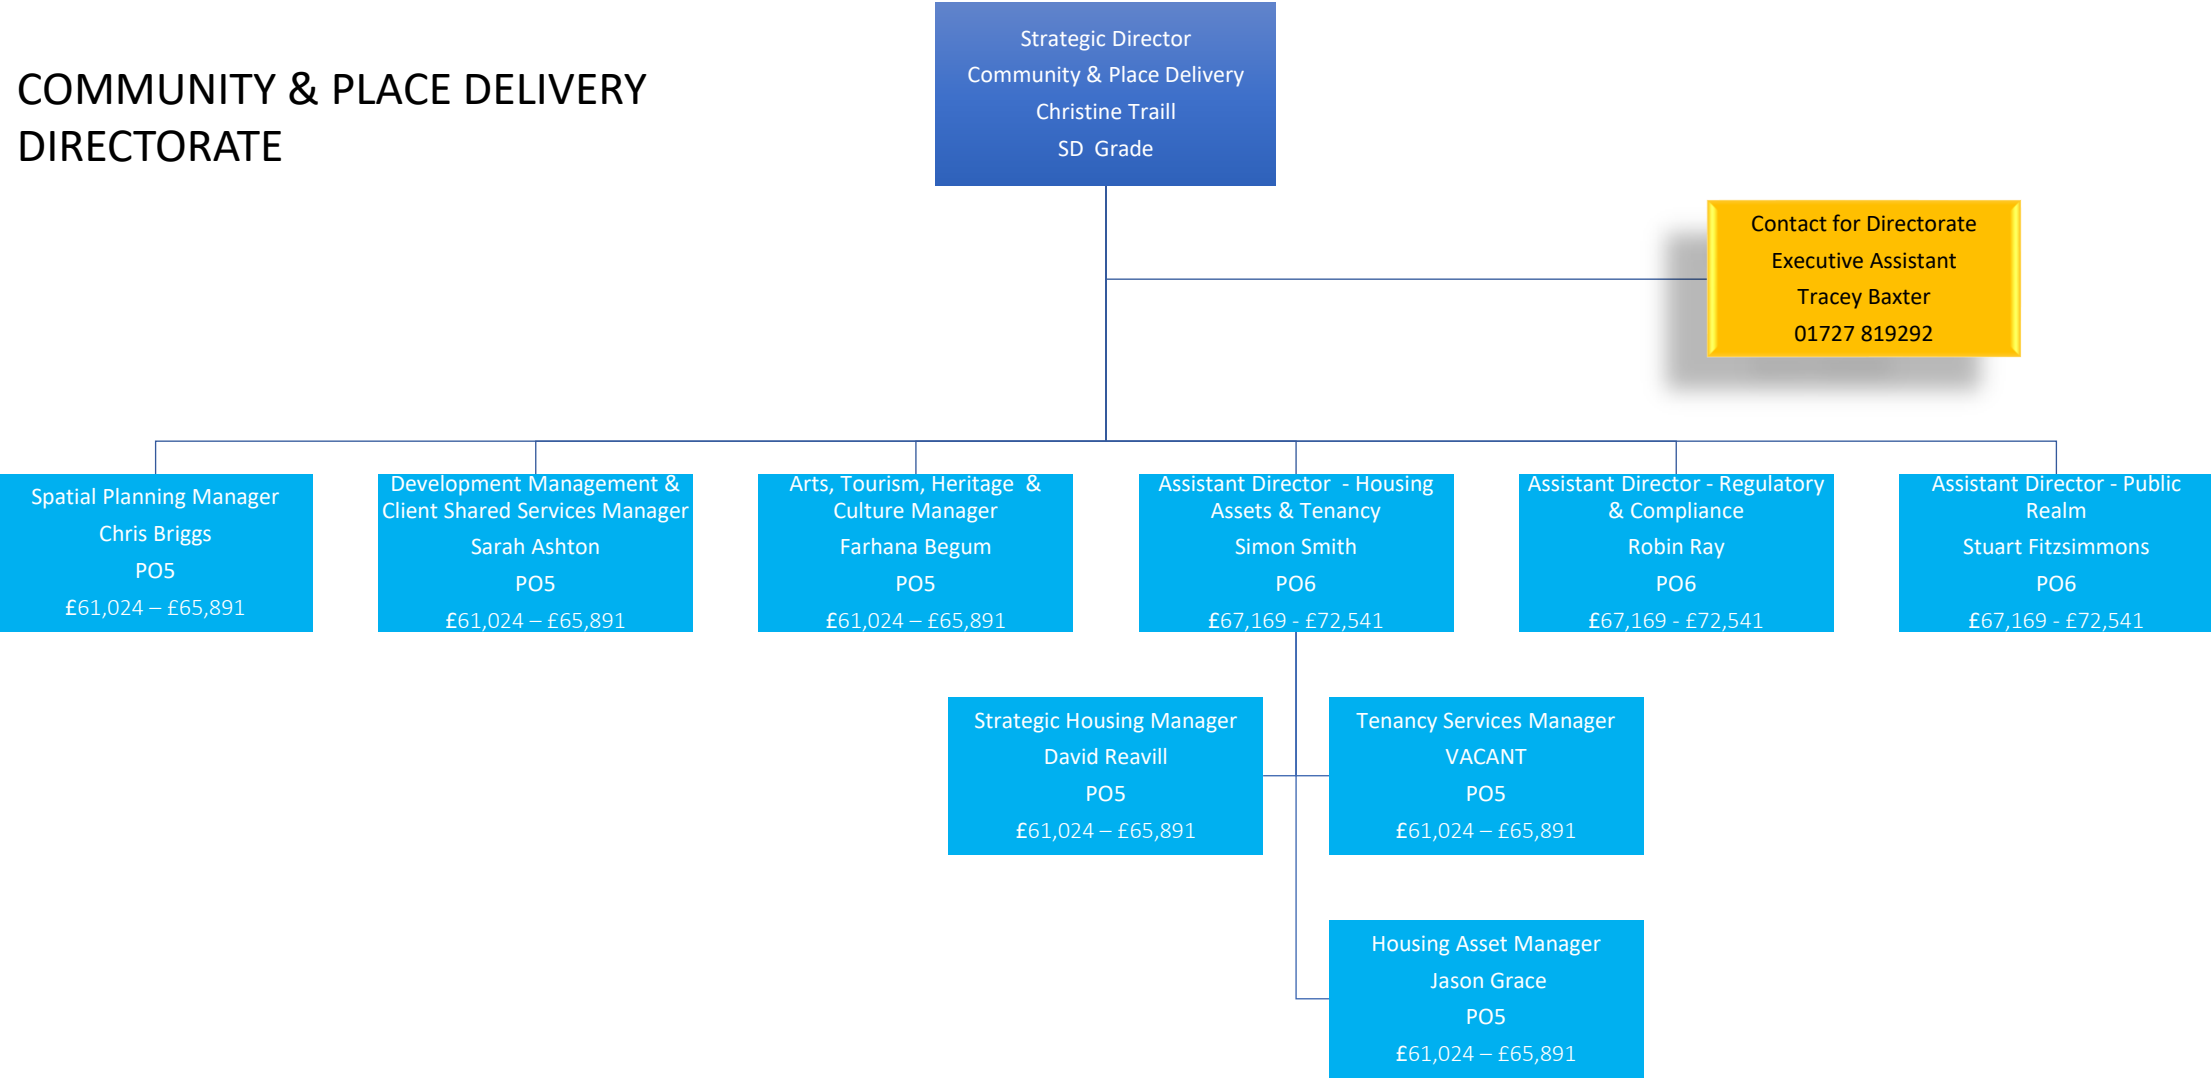 COMMUNITY & PLACE DELIVERY
DIRECTORATE
Strategic Director
Community & Place Delivery
Christine Traill
SD  Grade
Contact for Directorate
Executive Assistant
Tracey Baxter
01727 819292
Spatial Planning Manager
Chris Briggs
PO5
£61,024 – £65,891
Development Management &
Client Shared Services Manager
Sarah Ashton
PO5
£61,024 – £65,891
Arts, Tourism, Heritage  &
Culture Manager
Farhana Begum
PO5
£61,024 – £65,891
Assistant Director  - Housing
Assets & Tenancy
Simon Smith
PO6
£67,169 - £72,541
Assistant Director - Regulatory
& Compliance
Robin Ray
PO6
£67,169 - £72,541
Assistant Director - Public
Realm
Stuart Fitzsimmons
PO6
£67,169 - £72,541
Strategic Housing Manager
David Reavill
PO5
£61,024 – £65,891
Tenancy Services Manager
VACANT
PO5
£61,024 – £65,891
Housing Asset Manager
Jason Grace
PO5
£61,024 – £65,891